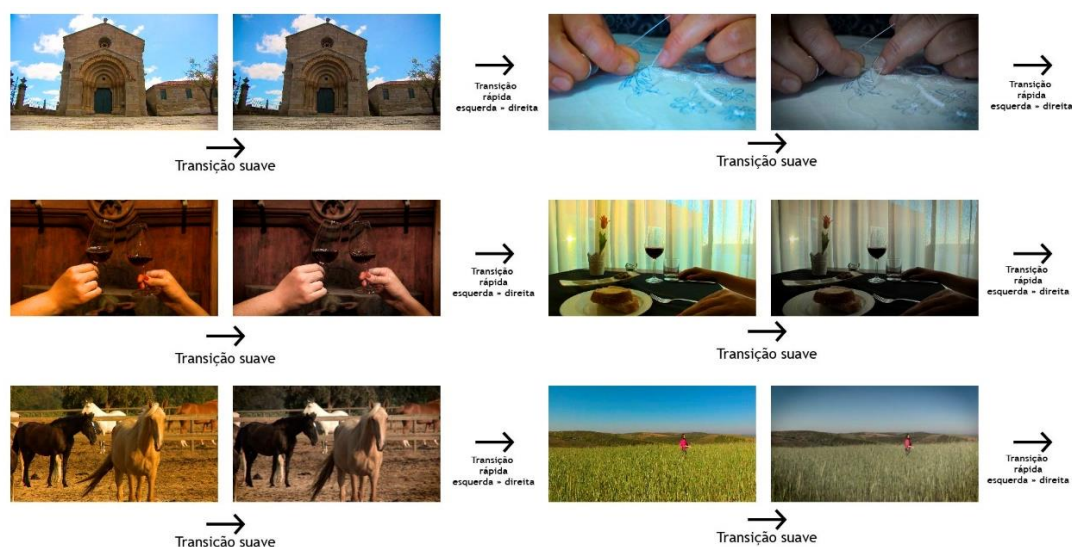 Transição
rápida
esquerda » direita
Transição
rápida
esquerda » direita
Transição suave
Transição suave
Transição
rápida
esquerda » direita
Transição
rápida
esquerda » direita
Transição suave
Transição suave
Transição
rápida
esquerda » direita
Transição
rápida
esquerda » direita
Transição suave
Transição suave